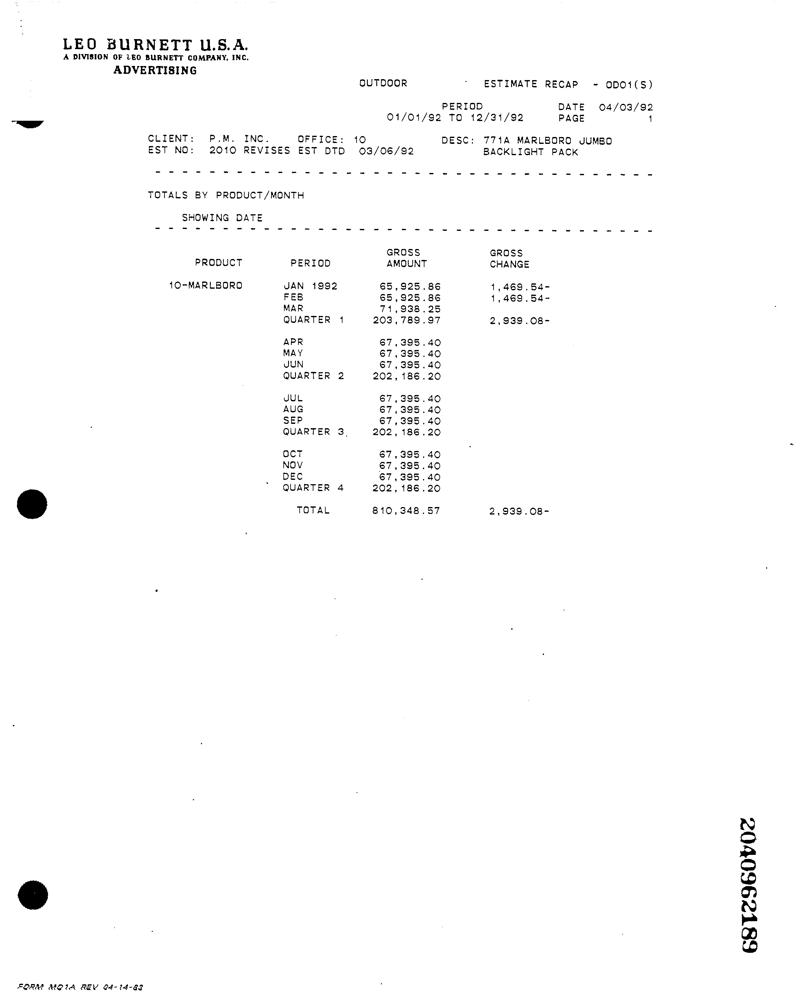 LEO BURNETT U.S.A.
A DIVISION OF LEO BURNETT COMPANY, INC.
ADVERTISING
OUTDOOR ESTIMATE RECAP - OD01(S)
PERIOD DATE 04/03/92
01/01/92 TO 12/31/92 PAGE 1
CLIENT: P.M. INC. OFFICE: 10 DESC: 771A MARLBORO JUMBO
EST NO: 2010 REVISES EST DTD 03/06/92 BACKLIGHT PACK
- - - - - - - - - - - - - - - - - - - - - - - - - - - - - - - - - - - - -
TOTALS BY PRODUCT/MONTH
SHOWING DATE
- - - - - - - - - - - - - - - - - - - - - - - - - - - - - - - - - - - - -
GROSS GROSS
PRODUCT PERIOD AMOUNT CHANGE
10-MARLBORO JAN 1992 65,925.86 1,469.54-
FEB 65,925.86 1,469.54-
MAR 71,938.25
QUARTER 1 203,789.97 2,939.08-
APR 67,395.40
MAY 67,395.40
JUN 67,395.40
QUARTER 2 202,186.20
JUL 67,395.40
AUG 67,395.40
SEP 67,395.40
QUARTER 3 202,186.20
OCT 67,395.40
NOV 67,395.40
DEC 67,395.40
QUARTER 4 202,186.20
TOTAL 810,348.57 2,939.08-
2040962189
FORM MO1A REV 04-14-83